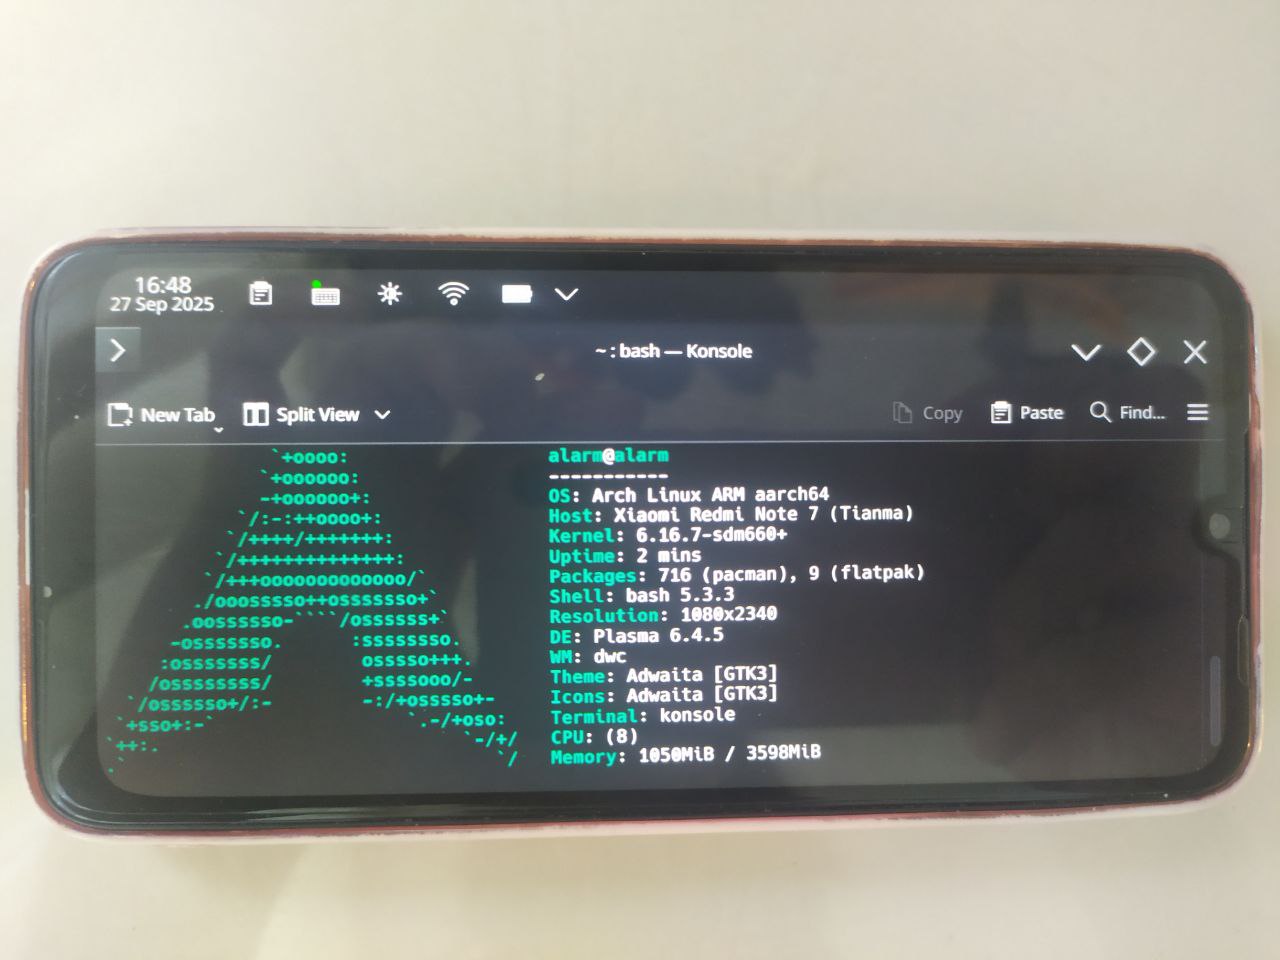 16:48
27 Sep 2025
~ : bash — Konsole
New Tab Split View Copy Paste Find...
`+oooo:
`+oooooo:
-+oooooo+:
`/:-:++oooo+:
`/++++/+++++++:
`/++++++++++++++:
`/+++ooooooooooooo/`
./ooosssso++osssssso+`
.oossssso-````/ossssss+`
-osssssso. :ssssssso.
:osssssss/ osssso+++.
/ossssssss/ +ssssooo/-
`/ossssso+/:- -:/+osssso+-
`+sso+:-` `.-/+oso:
`++:. `-/+/
.` `/
alarm@alarm
-----------
OS: Arch Linux ARM aarch64
Host: Xiaomi Redmi Note 7 (Tianma)
Kernel: 6.16.7-sdm660+
Uptime: 2 mins
Packages: 716 (pacman), 9 (flatpak)
Shell: bash 5.3.3
Resolution: 1080x2340
DE: Plasma 6.4.5
WM: dwc
Theme: Adwaita [GTK3]
Icons: Adwaita [GTK3]
Terminal: konsole
CPU: (8)
Memory: 1050MiB / 3598MiB